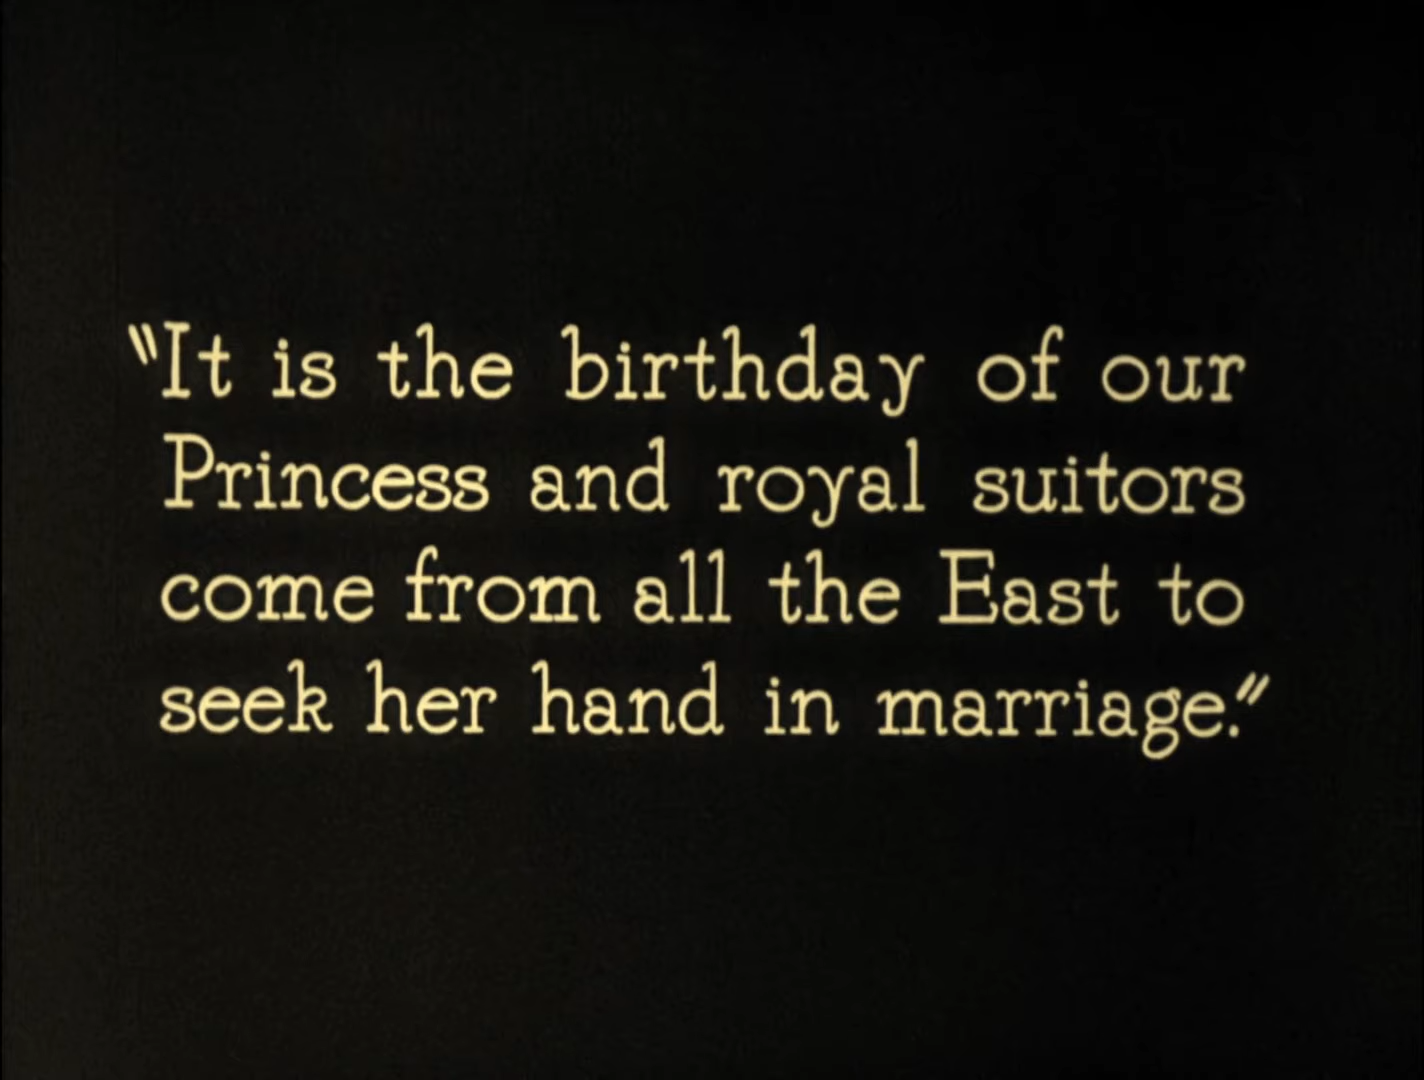 "It is the birthday of our
Princess and royal suitors
come from all the East to
seek her hand in marriage."